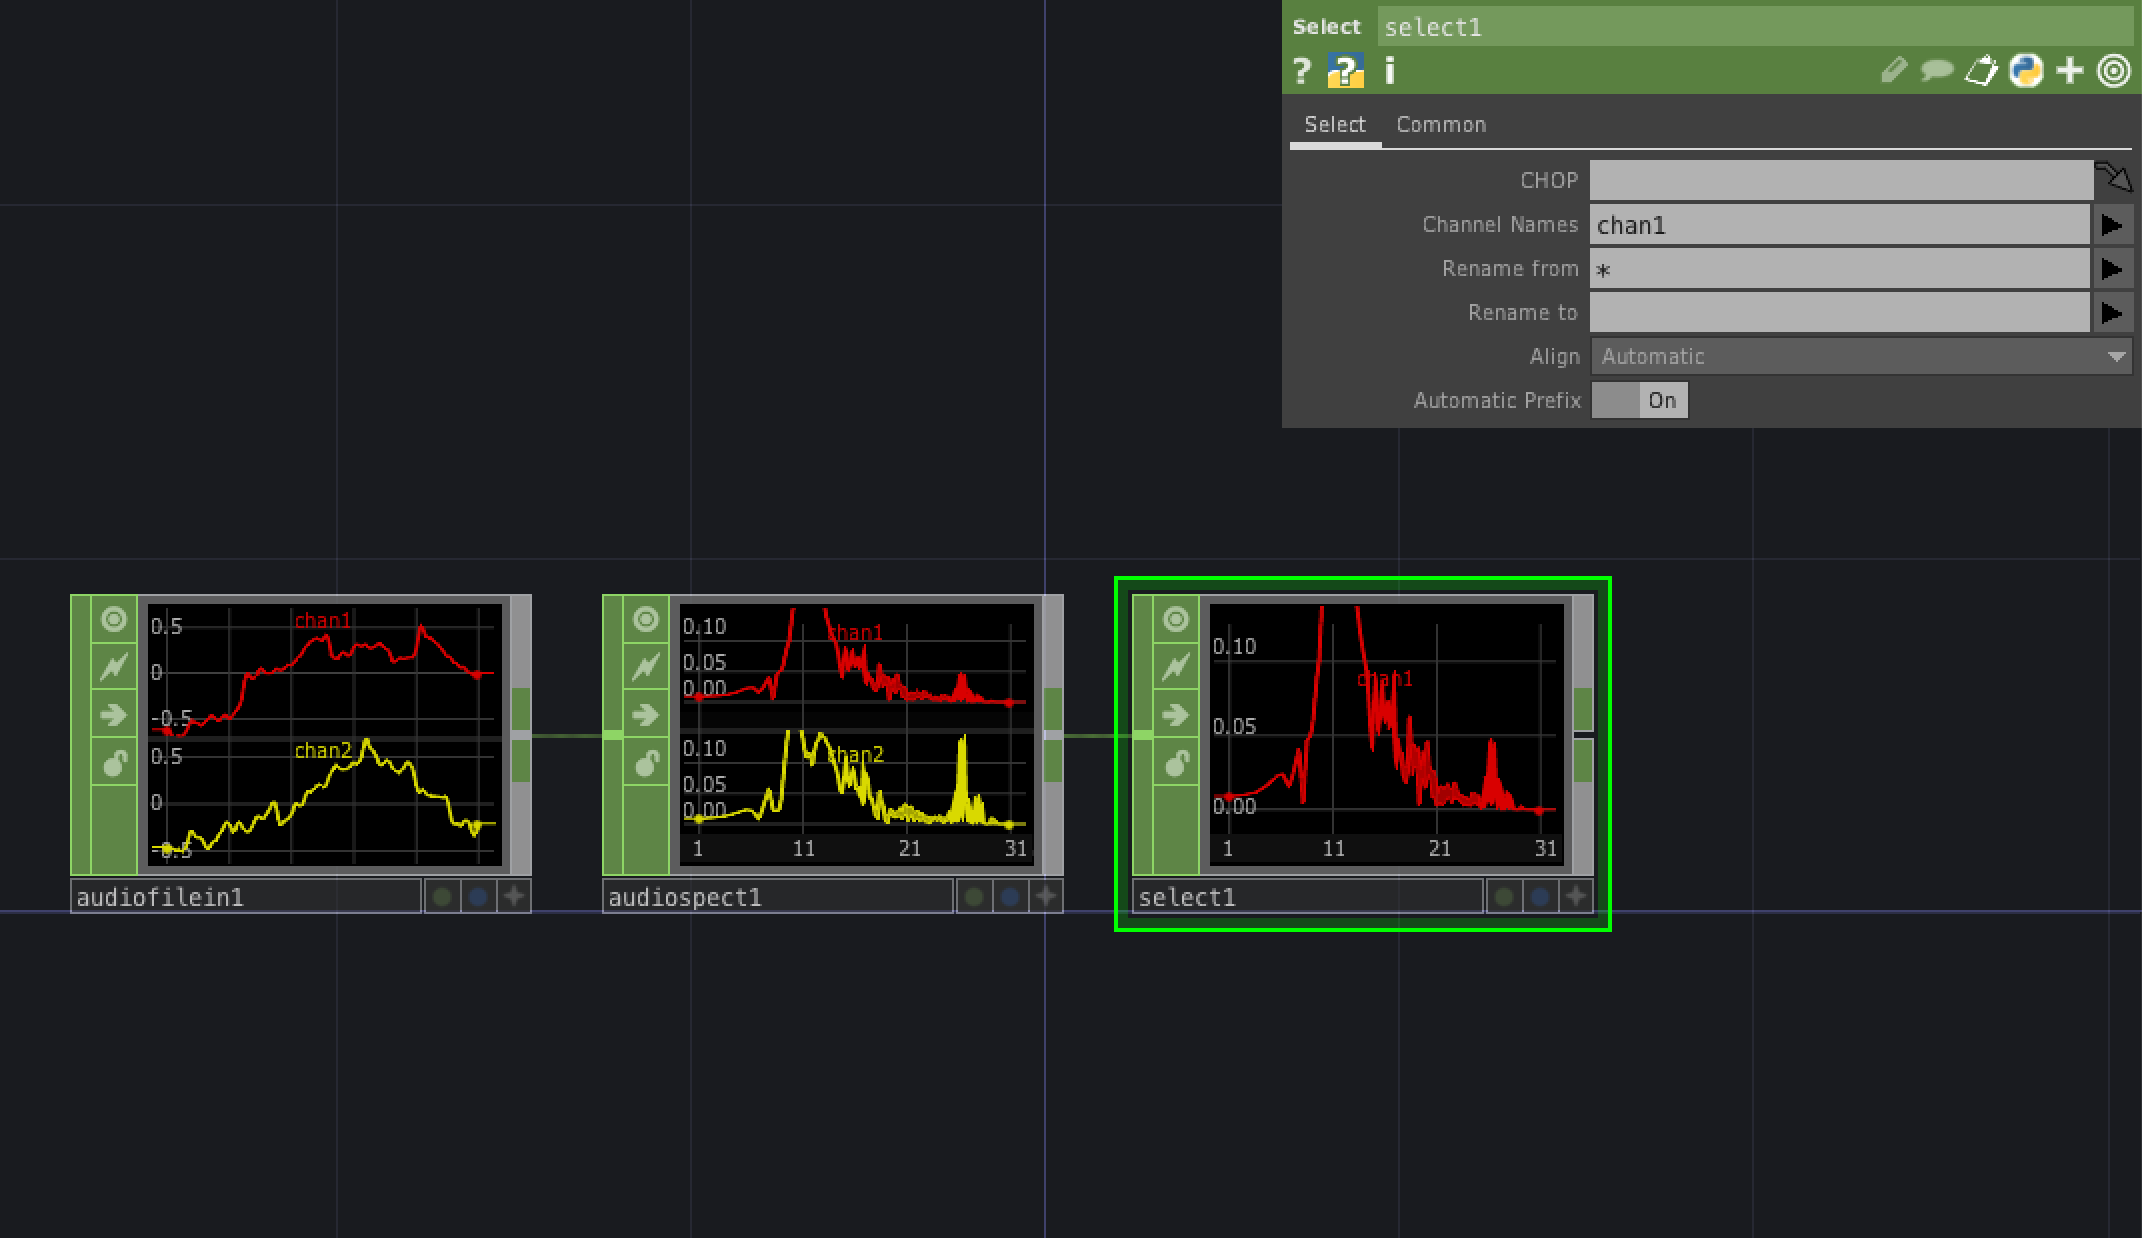 Select select1
? ? i
Select Common
CHOP
Channel Names chan1
Rename from *
Rename to
Align Automatic
Automatic Prefix On
0.5
chan1
0
-0.5
0.5
chan2
0
-0.5
audiofilein1
0.10
chan1
0.05
0.00
0.10
chan2
0.05
0.00
1 11 21 31
audiospect1
0.10
chan1
0.05
0.00
1 11 21 31
select1